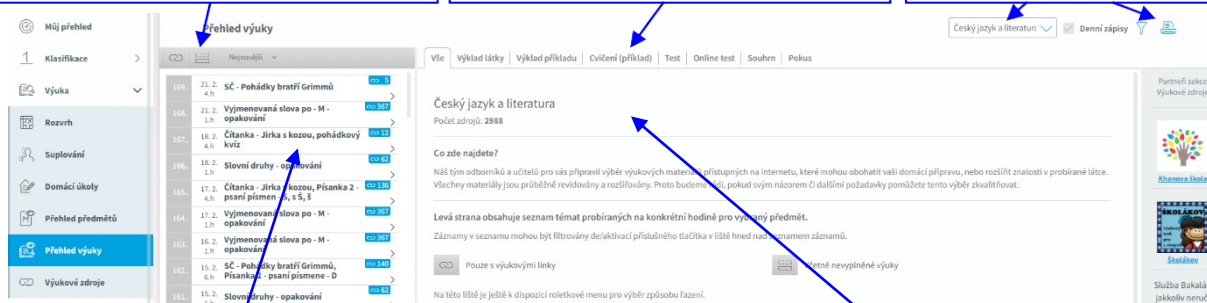 Můj přehled
Klasifikace
Výuka
Rozvrh
Suplování
Domácí úkoly
Přehled předmětů
Přehled výuky
Výukové zdroje
Přehled výuky
Český jazyk a literatur
Denní zápisy
Nejnovější
169. 21. 2. 4.h SČ - Pohádky bratří Grimmů 5
168. 21. 2. 1.h Vyjmenovaná slova po - M - opakování 367
167. 18. 2. 4.h Čítanka - Jirka s kozou, pohádkový kvíz 12
166. 18. 2. 1.h Slovní druhy - opakování 62
165. 17. 2. 4.h Čítanka - Jirka s kozou, Písanka 2 - psaní písmen - S, s Š, š 136
164. 17. 2. 1.h Vyjmenovaná slova po - M - opakování 367
163. 16. 2. 1.h Vyjmenovaná slova po - M - opakování 367
162. 15. 2. 6.h SČ - Pohádky bratří Grimmů, Písanka 2 - psaní písmene - D 140
161. 15. 2. 1.h Slovní druhy - opakování 62
Vše Výklad látky Výklad příkladu Cvičení (příklad) Test Online test Souhrn Pokus
Český jazyk a literatura
Počet zdrojů: 2988
Co zde najdete?
Náš tým odborníků a učitelů pro vás připravil výběr výukových materiálů přístupných na internetu, které mohou obohatit vaši domácí přípravu, nebo rozšířit znalosti v probírané látce.
Všechny materiály jsou průběžně revidovány a rozšiřovány. Proto budeme rádi, pokud svým názorem či dalšími požadavky pomůžete tento výběr zkvalitňovat.
Levá strana obsahuje seznam témat probíraných na konkrétní hodině pro vybraný předmět.
Záznamy v seznamu mohou být filtrovány de/aktivací příslušného tlačítka v liště hned nad seznamem záznamů.
Pouze s výukovými linky
Včetně nevyplněné výuky
Na této liště je ještě k dispozici roletkové menu pro výběr způsobu řazení.
Partneři sekce
Výukové zdroje
Khanova škola
ŠKOLÁKOV
Školákov
Služba Bakalá
jakkoliv neruč